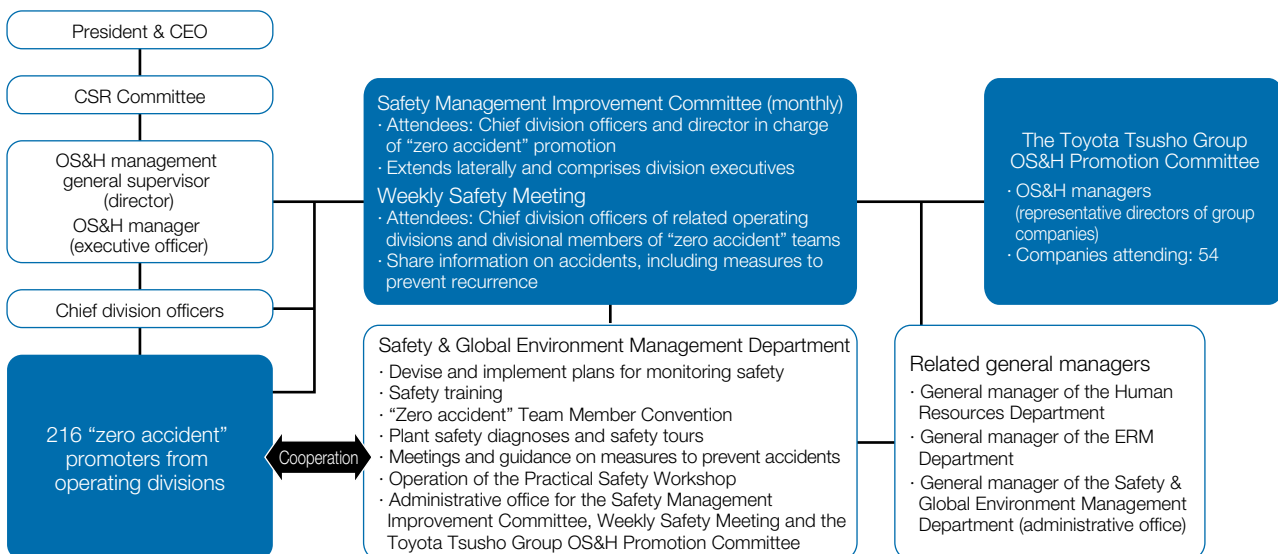 President & CEO
CSR Committee
OS&H management
general supervisor
(director)
OS&H manager
(executive officer)
Chief division officers
216 “zero accident”
promoters from
operating divisions
Cooperation
Safety Management Improvement Committee (monthly)
· Attendees: Chief division officers and director in charge
of “zero accident” promotion
· Extends laterally and comprises division executives
Weekly Safety Meeting
· Attendees: Chief division officers of related operating
divisions and divisional members of “zero accident” teams
· Share information on accidents, including measures to
prevent recurrence
Safety & Global Environment Management Department
· Devise and implement plans for monitoring safety
· Safety training
· “Zero accident” Team Member Convention
· Plant safety diagnoses and safety tours
· Meetings and guidance on measures to prevent accidents
· Operation of the Practical Safety Workshop
· Administrative office for the Safety Management
Improvement Committee, Weekly Safety Meeting and the
Toyota Tsusho Group OS&H Promotion Committee
The Toyota Tsusho Group
OS&H Promotion Committee
· OS&H managers
(representative directors of group
companies)
· Companies attending: 54
Related general managers
· General manager of the Human
Resources Department
· General manager of the ERM
Department
· General manager of the Safety &
Global Environment Management
Department (administrative office)